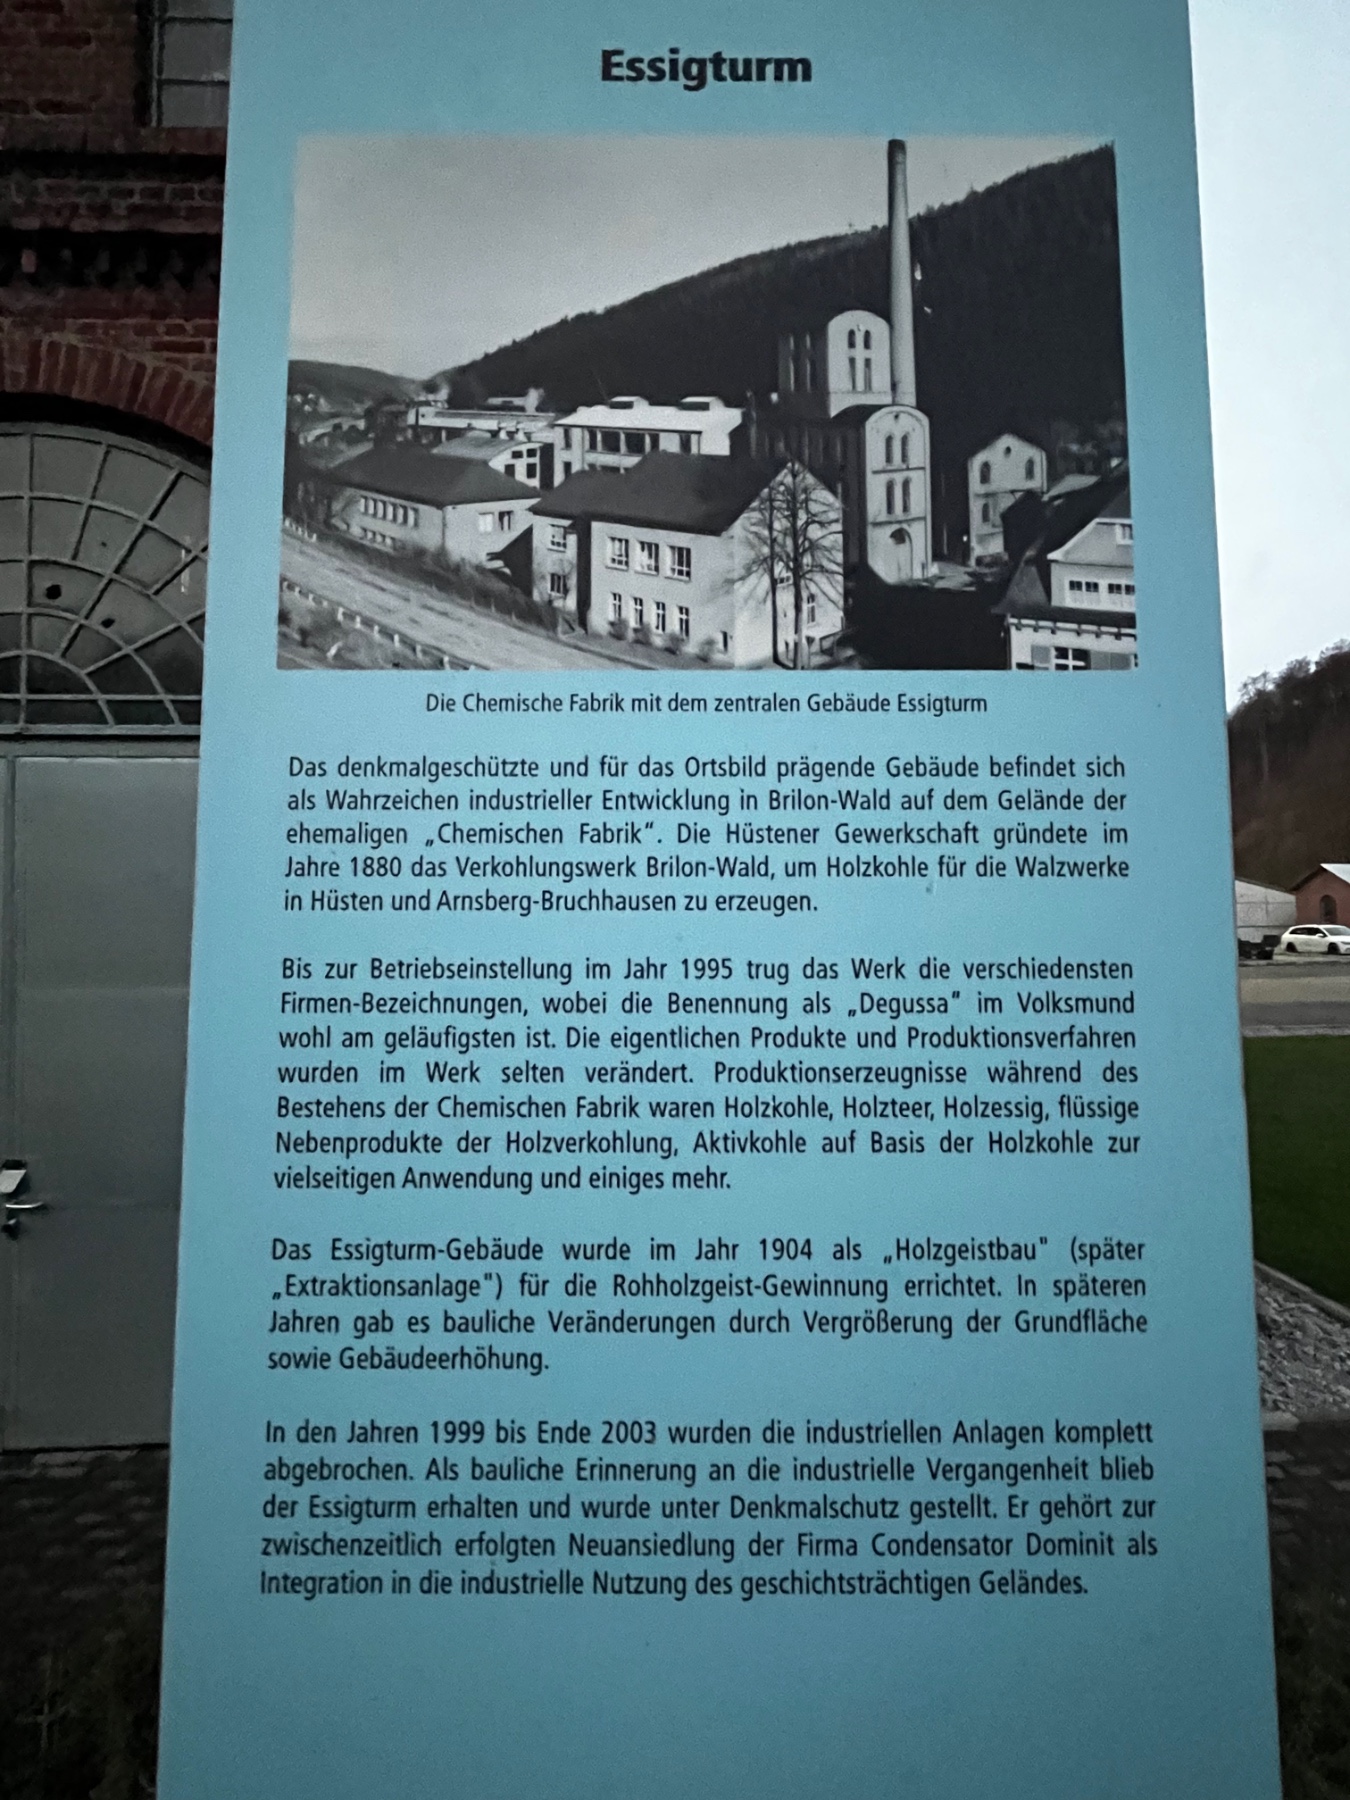 Essigturm
Die Chemische Fabrik mit dem zentralen Gebäude Essigturm
Das denkmalgeschützte und für das Ortsbild prägende Gebäude befindet sich
als Wahrzeichen industrieller Entwicklung in Brilon-Wald auf dem Gelände der
ehemaligen „Chemischen Fabrik“. Die Hüstener Gewerkschaft gründete im
Jahre 1880 das Verkohlungswerk Brilon-Wald, um Holzkohle für die Walzwerke
in Hüsten und Arnsberg-Bruchhausen zu erzeugen.
Bis zur Betriebseinstellung im Jahr 1995 trug das Werk die verschiedensten
Firmen-Bezeichnungen, wobei die Benennung als „Degussa" im Volksmund
wohl am geläufigsten ist. Die eigentlichen Produkte und Produktionsverfahren
wurden im Werk selten verändert. Produktionserzeugnisse während des
Bestehens der Chemischen Fabrik waren Holzkohle, Holzteer, Holzessig, flüssige
Nebenprodukte der Holzverkohlung, Aktivkohle auf Basis der Holzkohle zur
vielseitigen Anwendung und einiges mehr.
Das Essigturm-Gebäude wurde im Jahr 1904 als „Holzgeistbau" (später
„Extraktionsanlage") für die Rohholzgeist-Gewinnung errichtet. In späteren
Jahren gab es bauliche Veränderungen durch Vergrößerung der Grundfläche
sowie Gebäudeerhöhung.
In den Jahren 1999 bis Ende 2003 wurden die industriellen Anlagen komplett
abgebrochen. Als bauliche Erinnerung an die industrielle Vergangenheit blieb
der Essigturm erhalten und wurde unter Denkmalschutz gestellt. Er gehört zur
zwischenzeitlich erfolgten Neuansiedlung der Firma Condensator Dominit als
Integration in die industrielle Nutzung des geschichtsträchtigen Geländes.